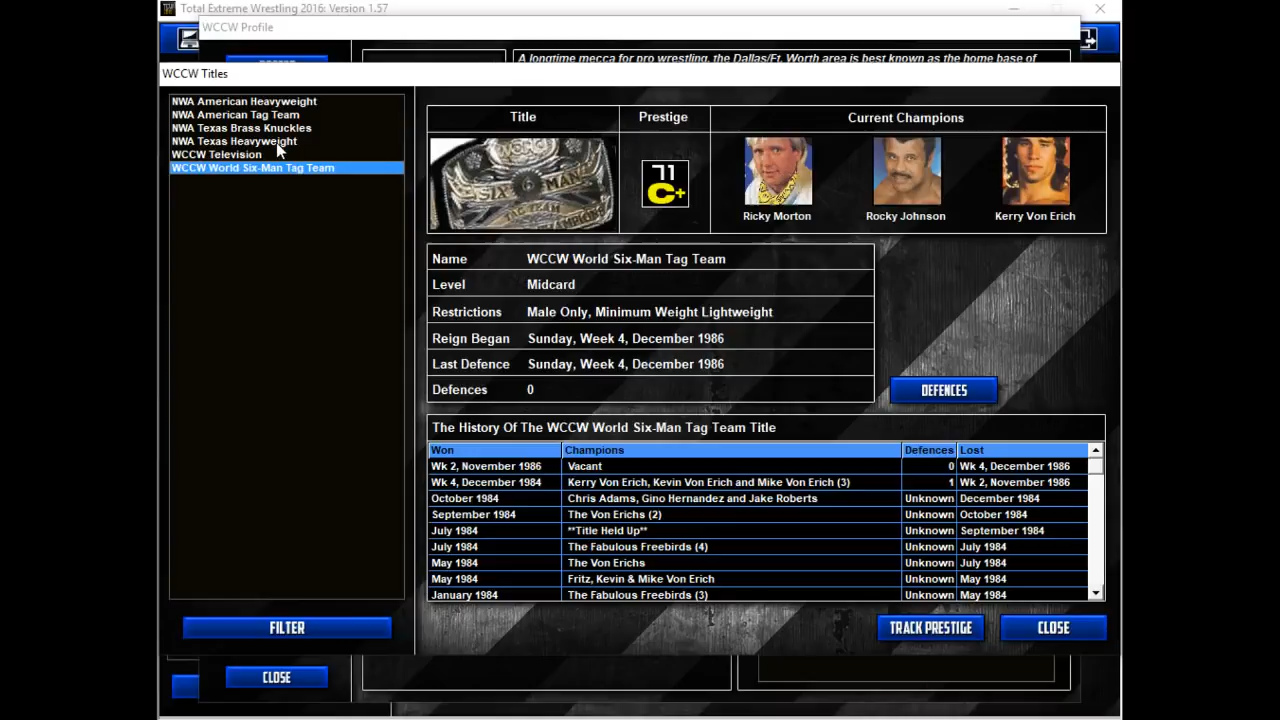 Total Extreme Wrestling 2016: Version 1.57
WCCW Profile
A longtime mecca for pro wrestling, the Dallas/Ft. Worth area is best known as the home base of
WCCW Titles
NWA American Heavyweight
NWA American Tag Team
NWA Texas Brass Knuckles
NWA Texas Heavyweight
WCCW Television
WCCW World Six-Man Tag Team
FILTER
CLOSE
Title Prestige Current Champions
SIX 6 MAN
TAG TEAM
CHAMPIONS
71
C+
Ricky Morton Rocky Johnson Kerry Von Erich
Name WCCW World Six-Man Tag Team
Level Midcard
Restrictions Male Only, Minimum Weight Lightweight
Reign Began Sunday, Week 4, December 1986
Last Defence Sunday, Week 4, December 1986
Defences 0
DEFENCES
The History Of The WCCW World Six-Man Tag Team Title
Won Champions Defences Lost
Wk 2, November 1986 Vacant 0 Wk 4, December 1986
Wk 4, December 1984 Kerry Von Erich, Kevin Von Erich and Mike Von Erich (3) 1 Wk 2, November 1986
October 1984 Chris Adams, Gino Hernandez and Jake Roberts Unknown December 1984
September 1984 The Von Erichs (2) Unknown October 1984
July 1984 **Title Held Up** Unknown September 1984
July 1984 The Fabulous Freebirds (4) Unknown July 1984
May 1984 The Von Erichs Unknown July 1984
May 1984 Fritz, Kevin & Mike Von Erich Unknown May 1984
January 1984 The Fabulous Freebirds (3) Unknown May 1984
TRACK PRESTIGE CLOSE